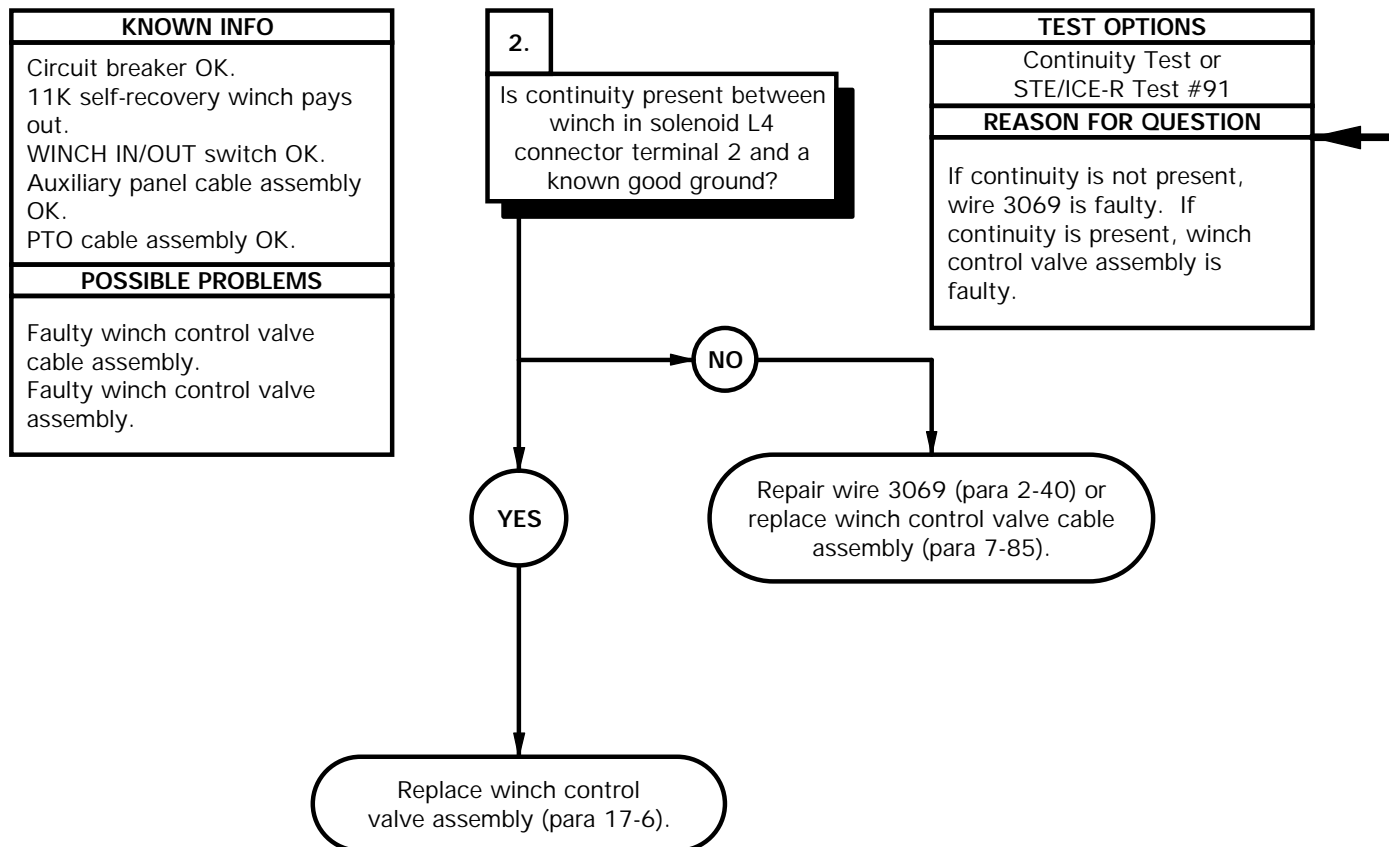 KNOWN INFO
Circuit breaker OK.
11K self-recovery winch pays
out.
WINCH IN/OUT switch OK.
Auxiliary panel cable assembly
OK.
PTO cable assembly OK.
POSSIBLE PROBLEMS
Faulty winch control valve
cable assembly.
Faulty winch control valve
assembly.
2.
Is continuity present between
winch in solenoid L4
connector terminal 2 and a
known good ground?
TEST OPTIONS
Continuity Test or
STE/ICE-R Test #91
REASON FOR QUESTION
If continuity is not present,
wire 3069 is faulty.  If
continuity is present, winch
control valve assembly is
faulty.
NO
YES
Repair wire 3069 (para 2-40) or
replace winch control valve cable
assembly (para 7-85).
Replace winch control
valve assembly (para 17-6).